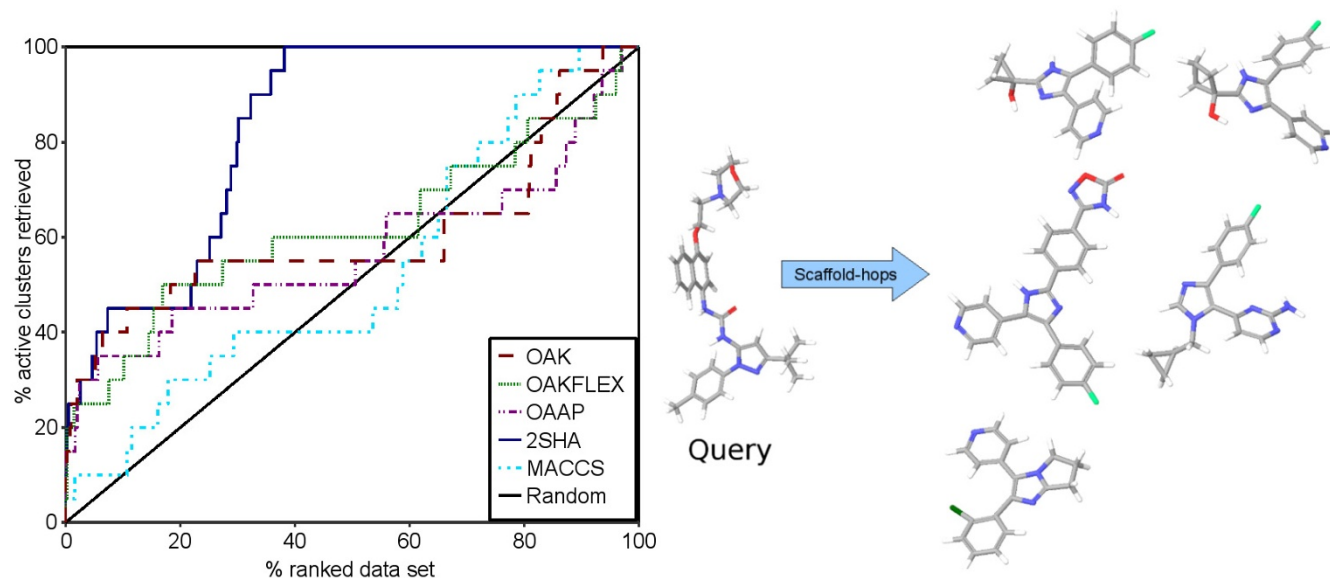 100
80
60
40
20
0
% active clusters retrieved
OAK
OAKFLEX
OAAP
2SHA
MACCS
Random
0
20
40
60
80
100
% ranked data set
Query
Scaffold-hops